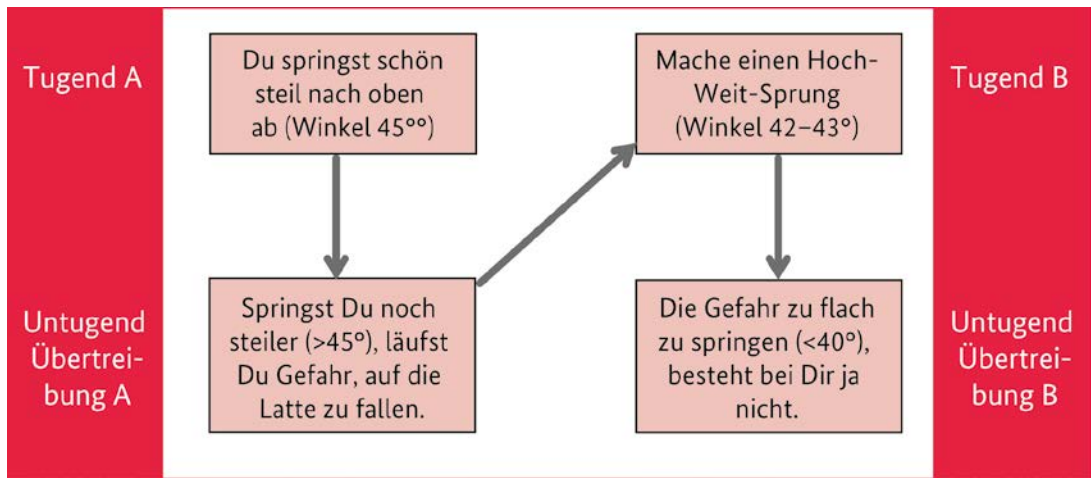 Tugend A
Du springst schön
steil nach oben
ab (Winkel 45°°)
Mache einen Hoch-
Weit-Sprung
(Winkel 42–43°)
Tugend B
Untugend
Übertrei-
bung A
Springst Du noch
steiler (>45°), läufst
Du Gefahr, auf die
Latte zu fallen.
Die Gefahr zu flach
zu springen (<40°),
besteht bei Dir ja
nicht.
Untugend
Übertrei-
bung B